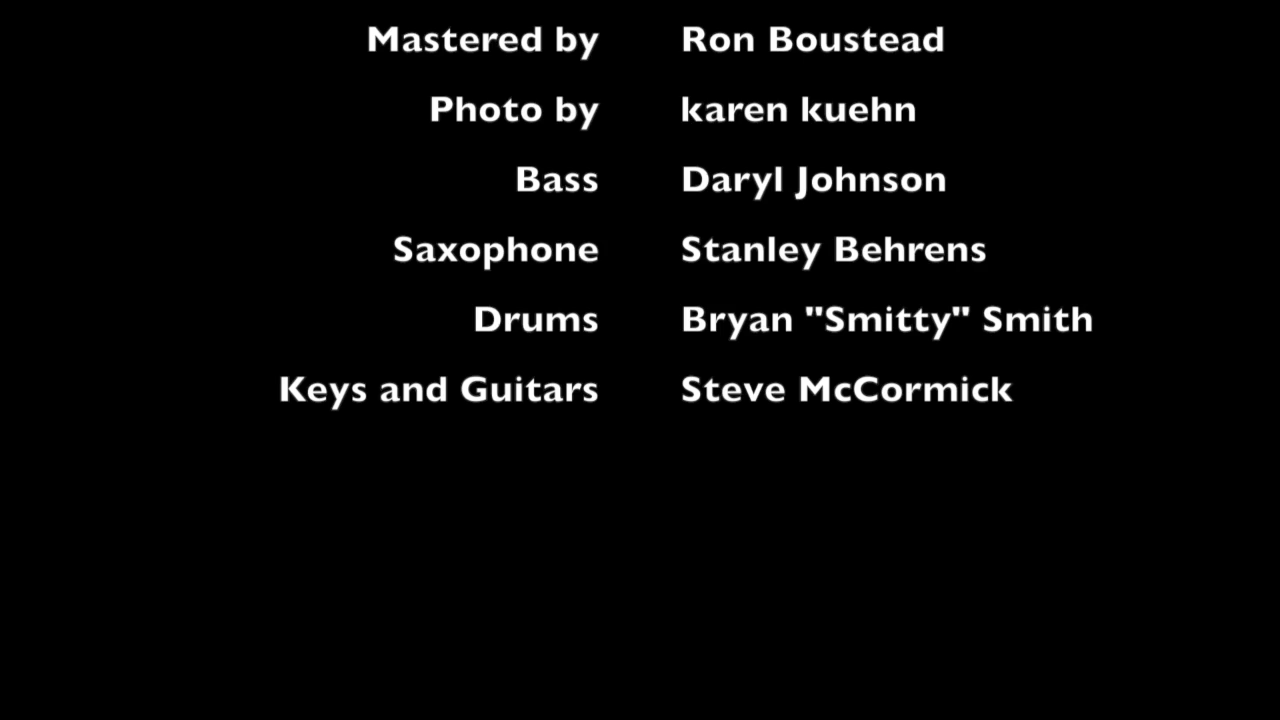 Mastered by Ron Boustead
Photo by karen kuehn
Bass Daryl Johnson
Saxophone Stanley Behrens
Drums Bryan "Smitty" Smith
Keys and Guitars Steve McCormick